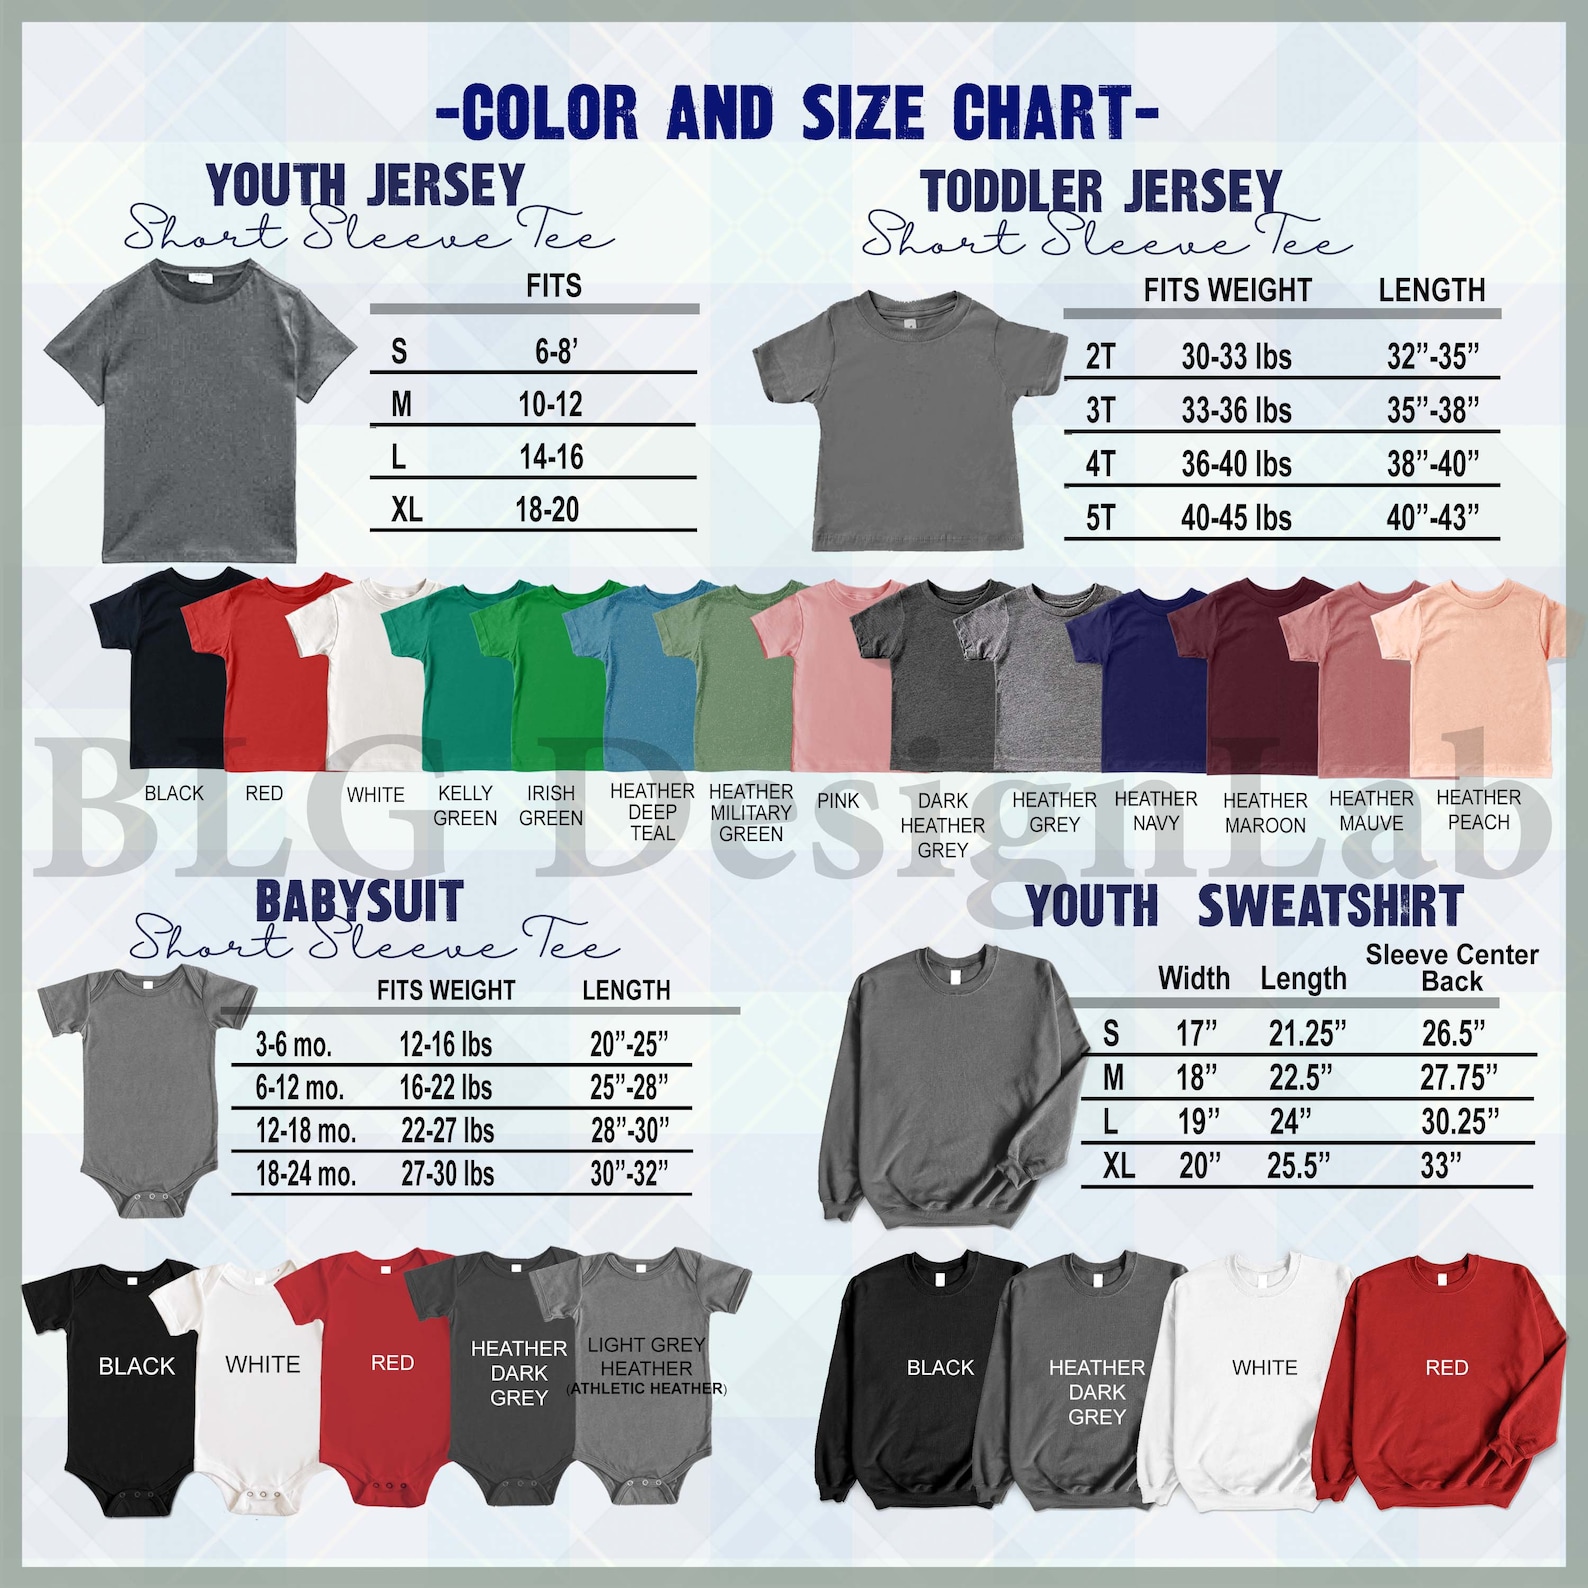 -COLOR AND SIZE CHART-
YOUTH JERSEY
Short Sleeve Tee
FITS
S 6-8’
M 10-12
L 14-16
XL 18-20
TODDLER JERSEY
Short Sleeve Tee
FITS WEIGHT LENGTH
2T 30-33 lbs 32”-35”
3T 33-36 lbs 35”-38”
4T 36-40 lbs 38”-40”
5T 40-45 lbs 40”-43”
BLACK
RED
WHITE
KELLY
GREEN
IRISH
GREEN
HEATHER
DEEP
TEAL
HEATHER
MILITARY
GREEN
PINK
DARK
HEATHER
GREY
HEATHER
GREY
HEATHER
NAVY
HEATHER
MAROON
HEATHER
MAUVE
HEATHER
PEACH
BLG DesignLab
BABYSUIT
Short Sleeve Tee
FITS WEIGHT LENGTH
3-6 mo. 12-16 lbs 20”-25”
6-12 mo. 16-22 lbs 25”-28”
12-18 mo. 22-27 lbs 28”-30”
18-24 mo. 27-30 lbs 30”-32”
YOUTH SWEATSHIRT
Width Length Sleeve Center
Back
S 17” 21.25” 26.5”
M 18” 22.5” 27.75”
L 19” 24” 30.25”
XL 20” 25.5” 33”
BLACK
WHITE
RED
HEATHER
DARK
GREY
LIGHT GREY
HEATHER
(ATHLETIC HEATHER)
BLACK
HEATHER
DARK
GREY
WHITE
RED